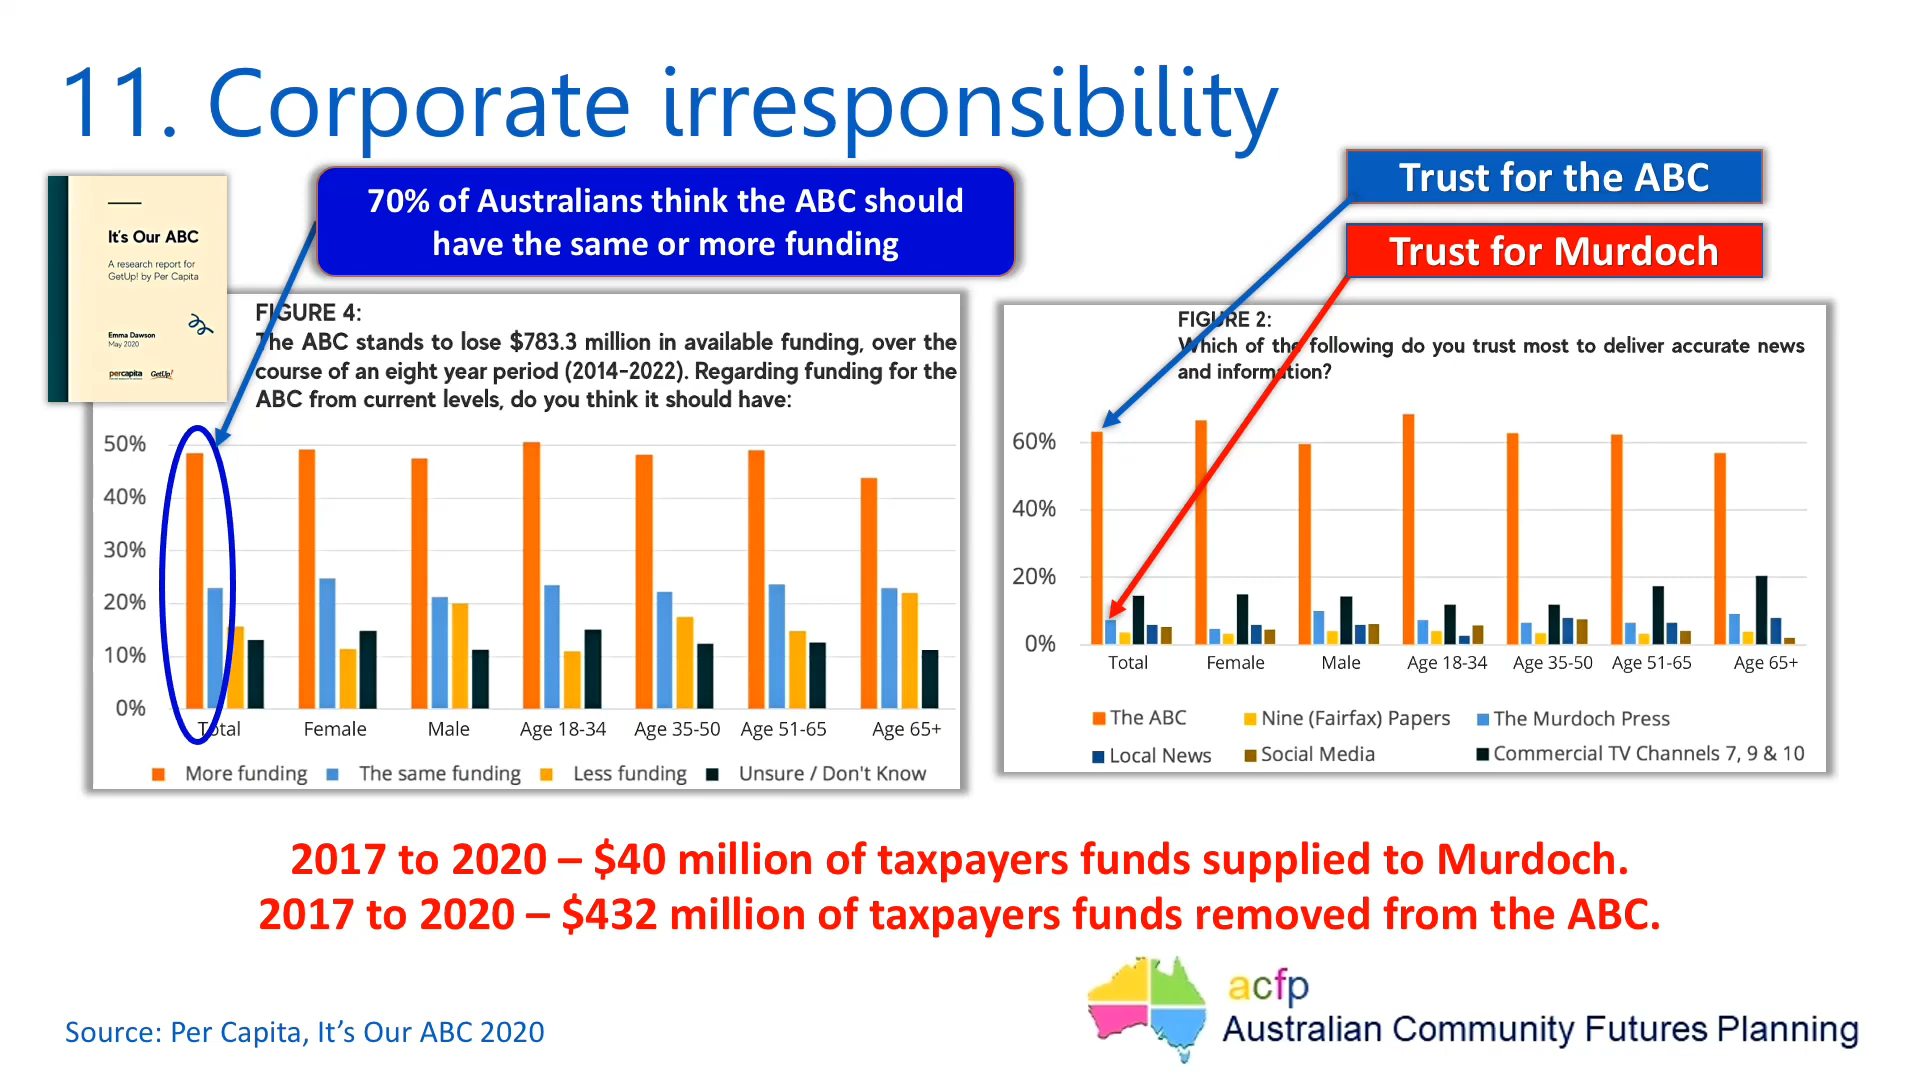 11. Corporate irresponsibility
70% of Australians think the ABC should
have the same or more funding
Trust for the ABC
Trust for Murdoch
It's Our ABC
A research report for
GetUp! by Per Capita
Emma Dawson
May 2020
percapita GetUp!
FIGURE 4:
The ABC stands to lose $783.3 million in available funding, over the
course of an eight year period (2014-2022). Regarding funding for the
ABC from current levels, do you think it should have:
50%
40%
30%
20%
10%
0%
Total Female Male Age 18-34 Age 35-50 Age 51-65 Age 65+
More funding The same funding Less funding Unsure / Don't Know
FIGURE 2:
Which of the following do you trust most to deliver accurate news
and information?
60%
40%
20%
0%
Total Female Male Age 18-34 Age 35-50 Age 51-65 Age 65+
The ABC Nine (Fairfax) Papers The Murdoch Press
Local News Social Media Commercial TV Channels 7, 9 & 10
2017 to 2020 – $40 million of taxpayers funds supplied to Murdoch.
2017 to 2020 – $432 million of taxpayers funds removed from the ABC.
Source: Per Capita, It's Our ABC 2020
acfp
Australian Community Futures Planning